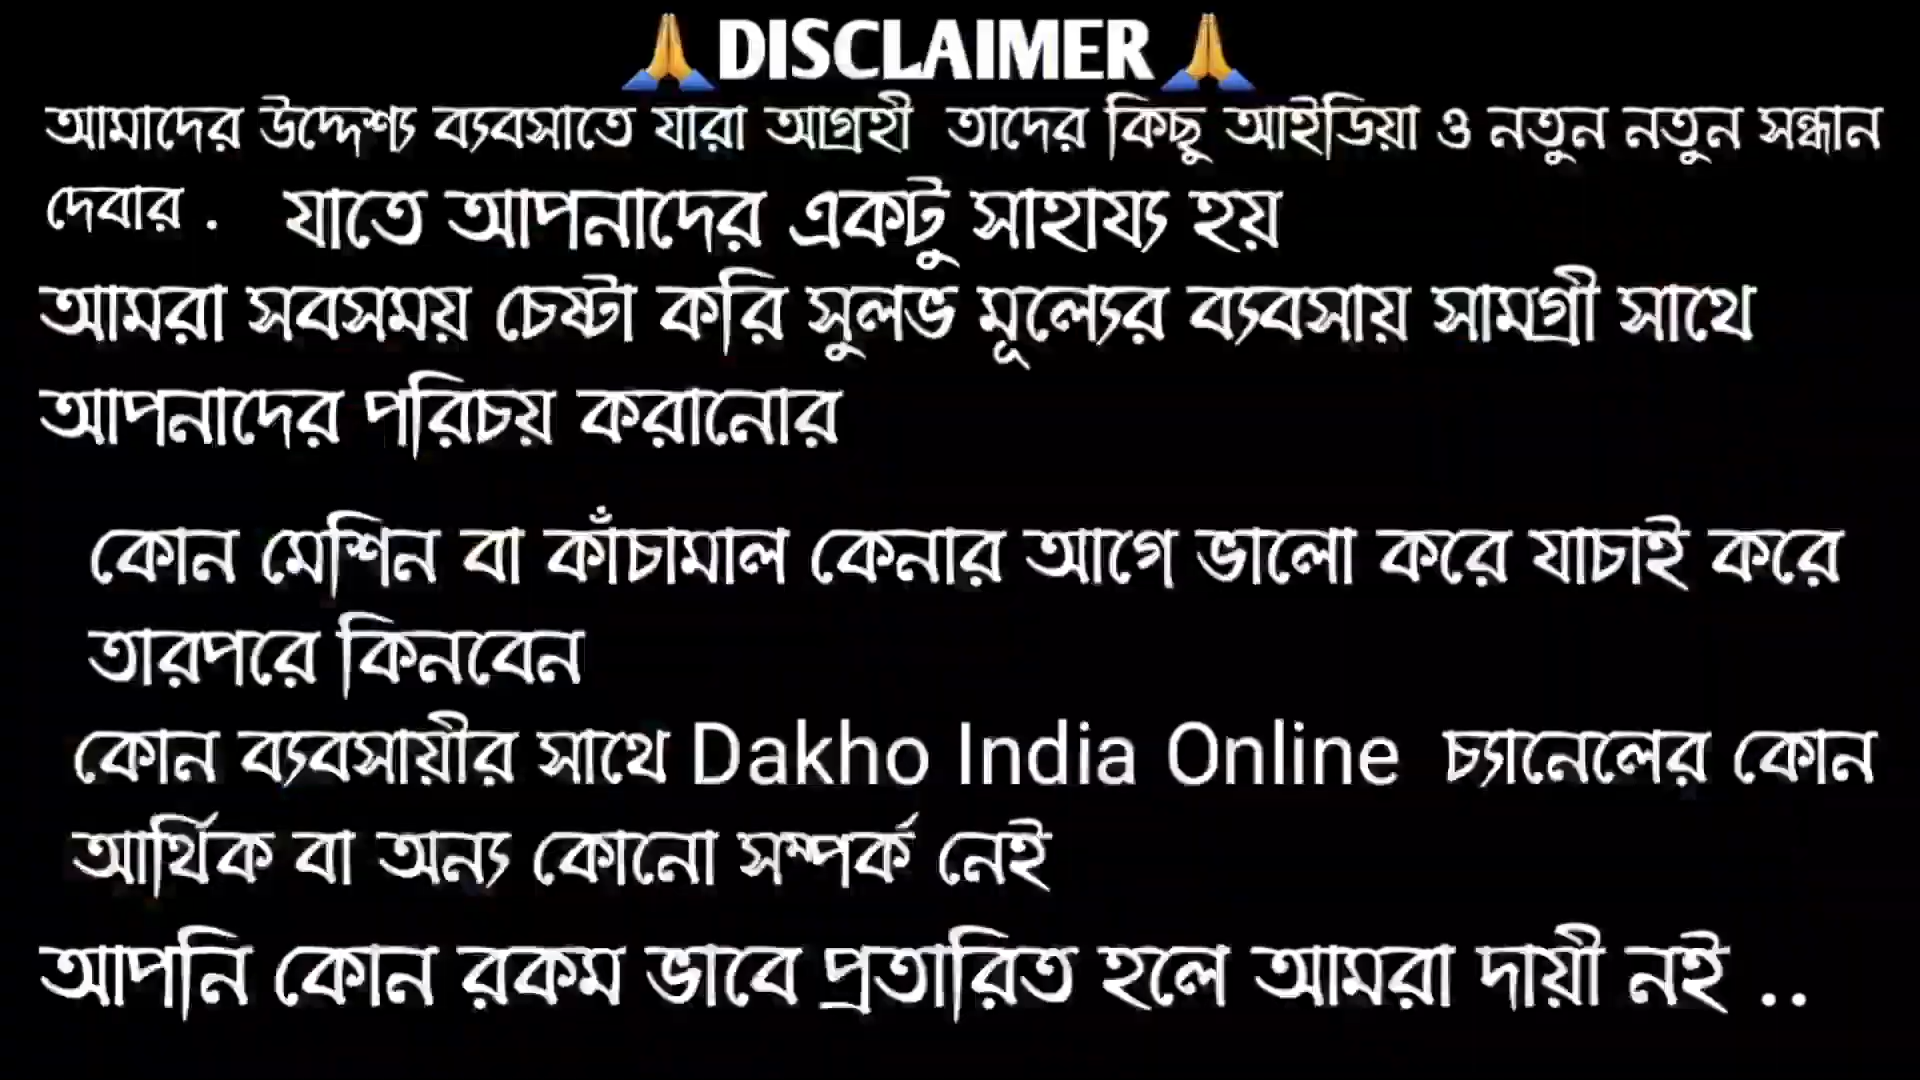 🙏DISCLAIMER🙏
আমাদের উদ্দেশ্য ব্যবসাতে যারা আগ্রহী তাদের কিছু আইডিয়া ও নতুন নতুন সন্ধান
দেবার . যাতে আপনাদের একটু সাহায্য হয়
আমরা সবসময় চেষ্টা করি সুলভ মূল্যের ব্যবসায় সামগ্রী সাথে
আপনাদের পরিচয় করানোর
কোন মেশিন বা কাঁচামাল কেনার আগে ভালো করে যাচাই করে
তারপরে কিনবেন
কোন ব্যবসায়ীর সাথে Dakho India Online চ্যানেলের কোন
আর্থিক বা অন্য কোনো সম্পর্ক নেই
আপনি কোন রকম ভাবে প্রতারিত হলে আমরা দায়ী নই ..